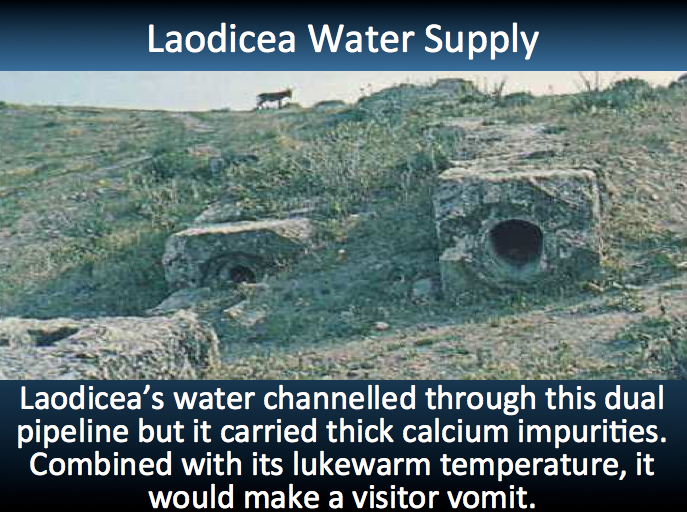 Laodicea Water Supply
Laodicea’s water channelled through this dual
pipeline but it carried thick calcium impurities.
Combined with its lukewarm temperature, it
would make a visitor vomit.